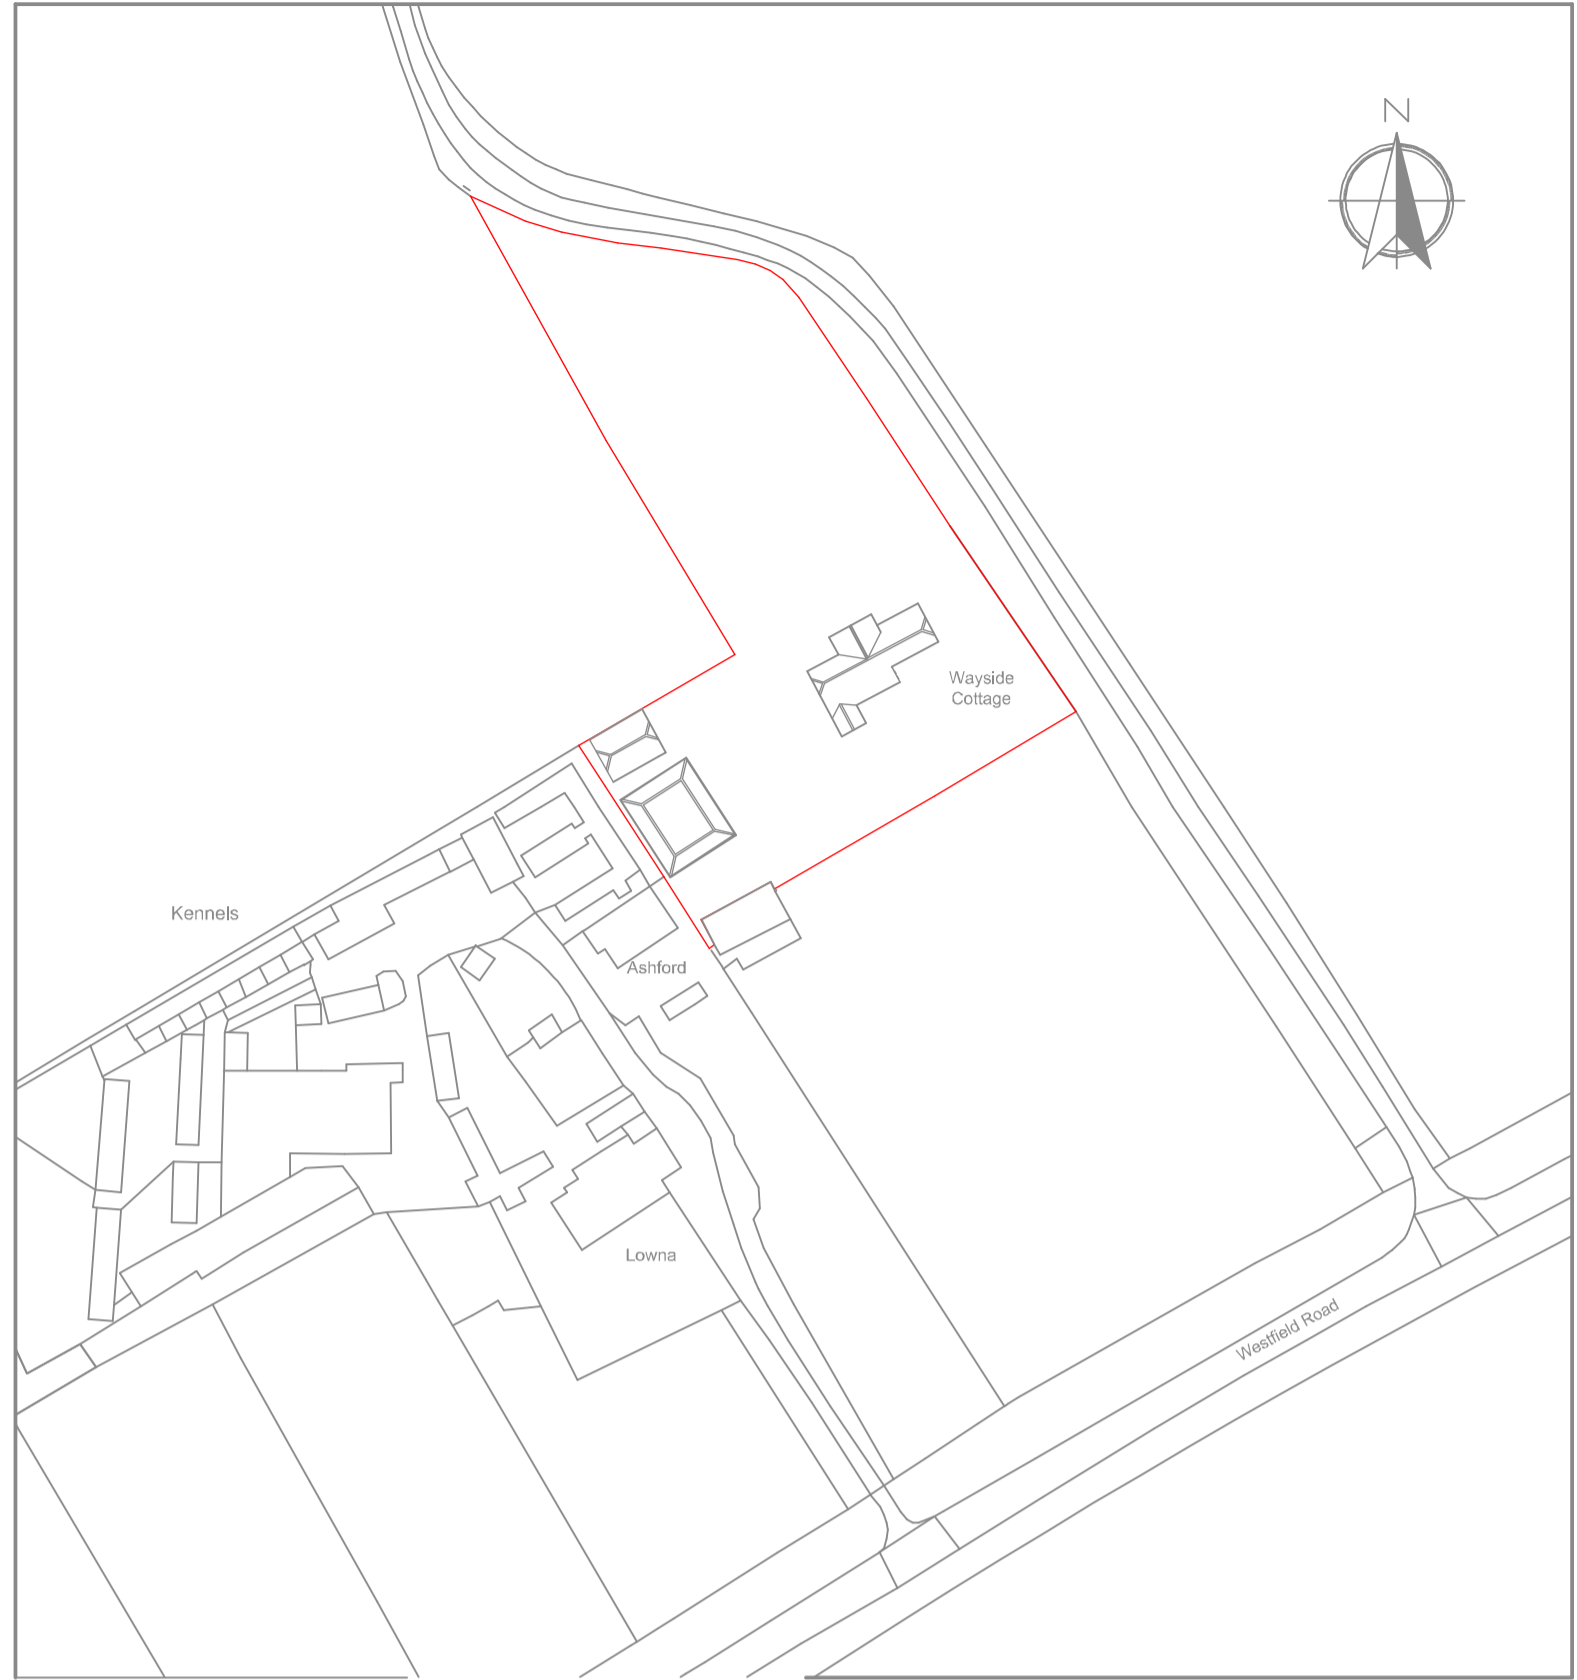 N
Wayside
Cottage
Kennels
Ashford
Lowna
Westfield Road